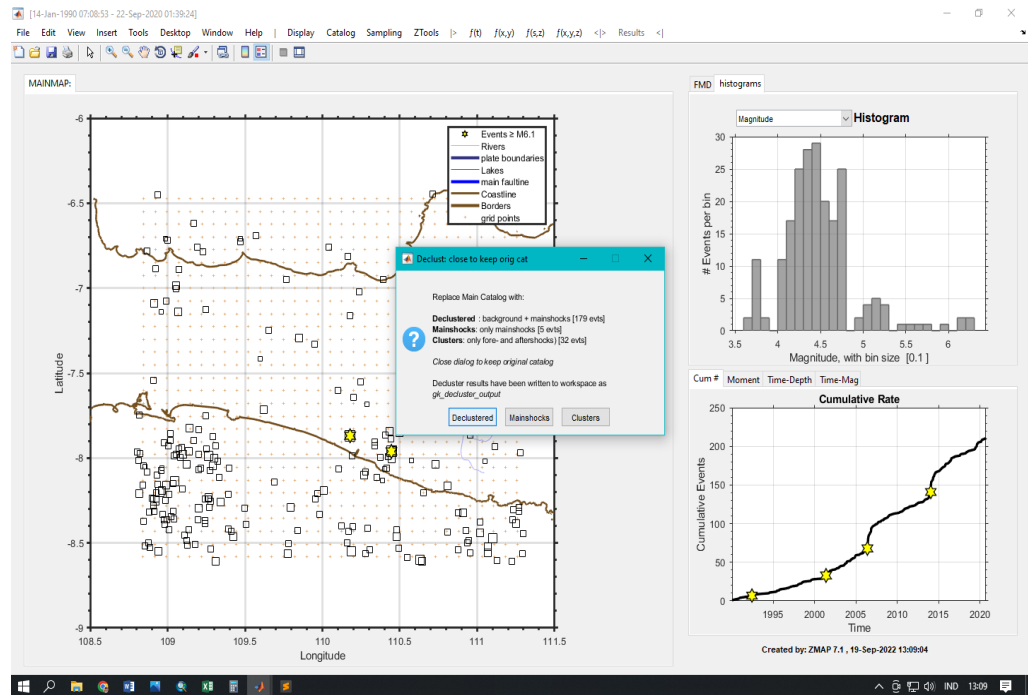 [14-Jan-1990 07:08:53 - 22-Sep-2020 01:39:24]
File Edit View Insert Tools Desktop Window Help | Display Catalog Sampling ZTools |> f(t) f(x,y) f(s,z) f(x,y,z) <|> Results <|
MAINMAP:
-6
-6.5
-7
-7.5
-8
-8.5
-9
Latitude
108.5 109 109.5 110 110.5 111 111.5
Longitude
Events ≥ M6.1
Rivers
plate boundaries
Lakes
main faultine
Coastline
Borders
grid points
Declust: close to keep orig cat
Replace Main Catalog with:
Declustered : background + mainshocks [179 evts]
Mainshocks: only mainshocks [5 evts]
Clusters: only fore- and aftershocks) [32 evts]
Close dialog to keep original catalog
Decluster results have been written to workspace as
gk_decluster_output
Declustered Mainshocks Clusters
FMD histograms
Magnitude
Histogram
30
25
20
15
10
5
0
# Events per bin
3.5 4 4.5 5 5.5 6
Magnitude, with bin size [0.1 ]
Cum # Moment Time-Depth Time-Mag
Cumulative Rate
250
200
150
100
50
0
Cumulative Events
1995 2000 2005 2010 2015 2020
Time
Created by: ZMAP 7.1 , 19-Sep-2022 13:09:04
IND 13:09